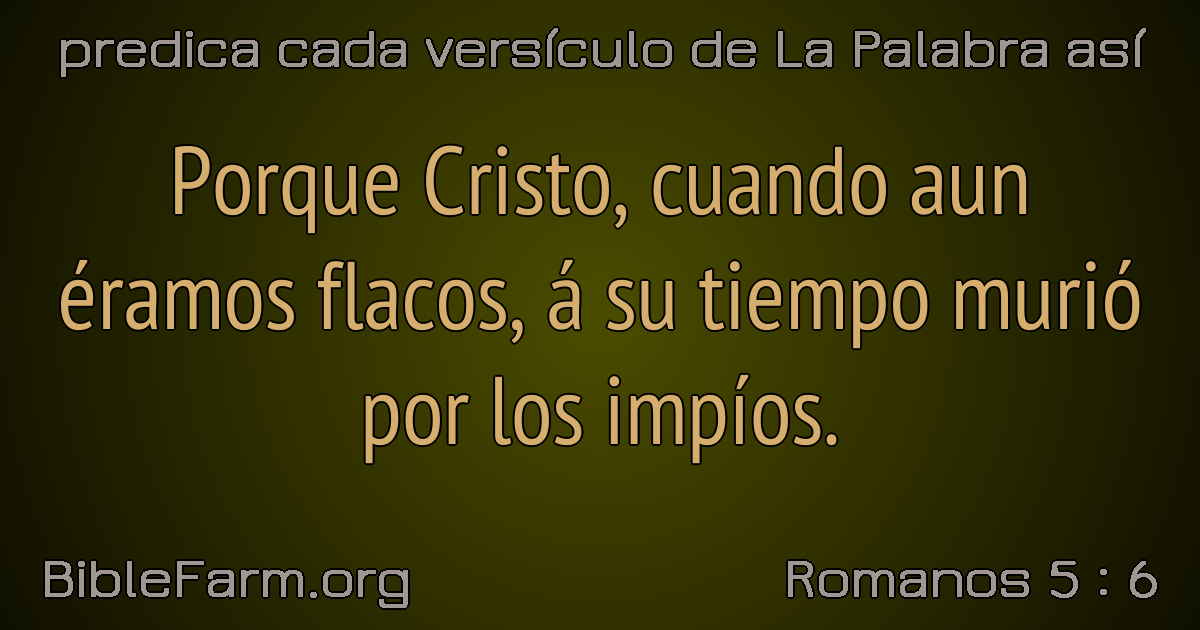 predica cada versículo de La Palabra así
Porque Cristo, cuando aun
éramos flacos, á su tiempo murió
por los impíos.
BibleFarm.org
Romanos 5 : 6